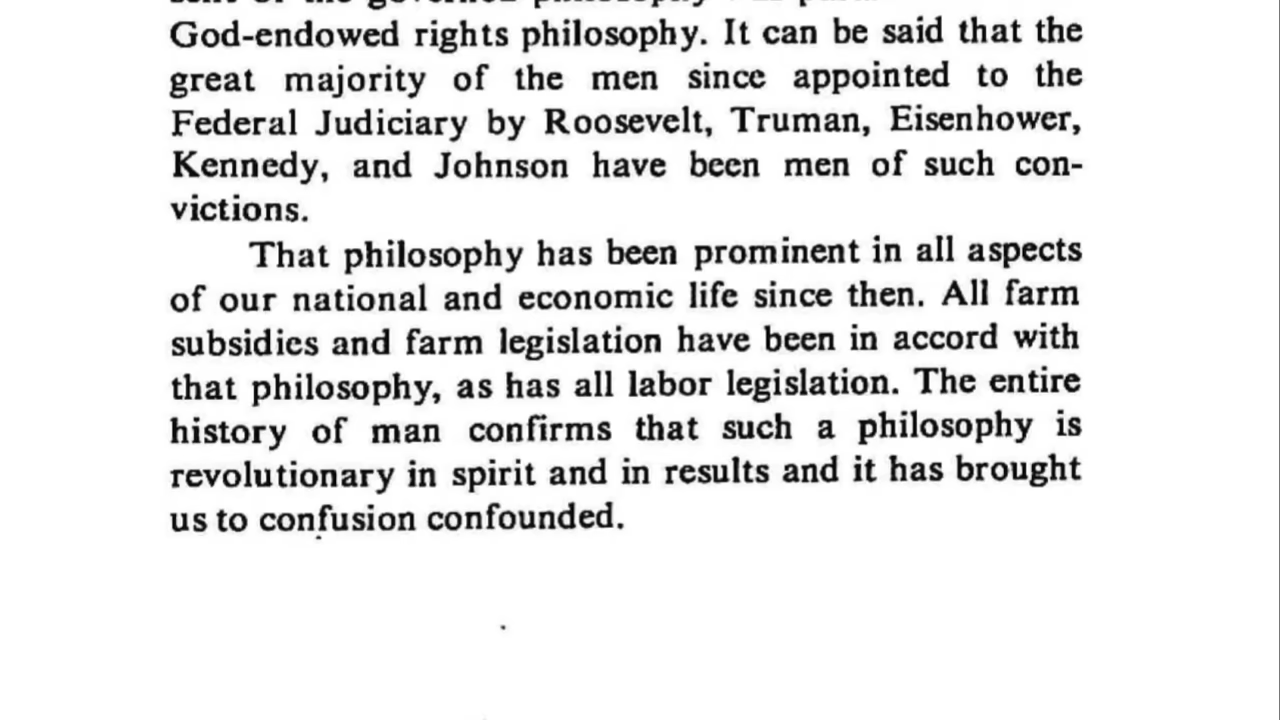 God-endowed rights philosophy. It can be said that the
great majority of the men since appointed to the
Federal Judiciary by Roosevelt, Truman, Eisenhower,
Kennedy, and Johnson have been men of such con-
victions.
That philosophy has been prominent in all aspects
of our national and economic life since then. All farm
subsidies and farm legislation have been in accord with
that philosophy, as has all labor legislation. The entire
history of man confirms that such a philosophy is
revolutionary in spirit and in results and it has brought
us to confusion confounded.